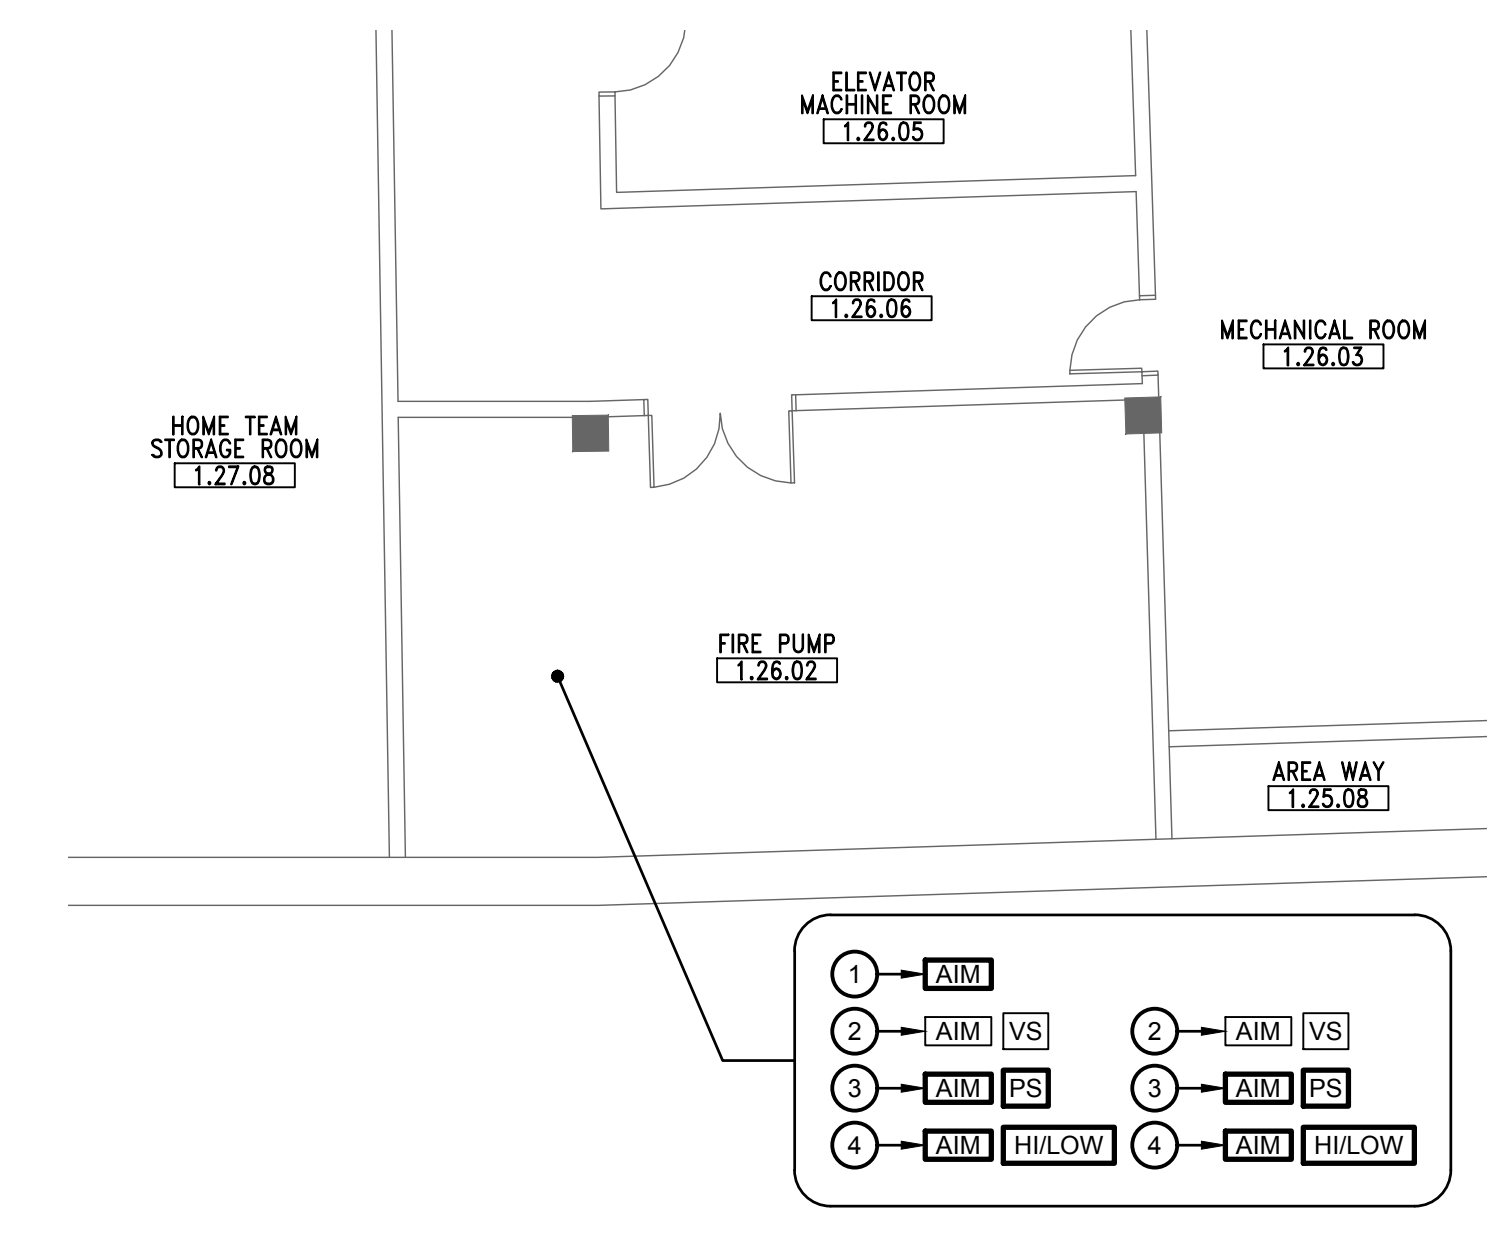 ELEVATOR
MACHINE ROOM
1.26.05
CORRIDOR
1.26.06
MECHANICAL ROOM
1.26.03
HOME TEAM
STORAGE ROOM
1.27.08
FIRE PUMP
1.26.02
AREA WAY
1.25.08
1 AIM
2 AIM VS 2 AIM VS
3 AIM PS 3 AIM PS
4 AIM HI/LOW 4 AIM HI/LOW